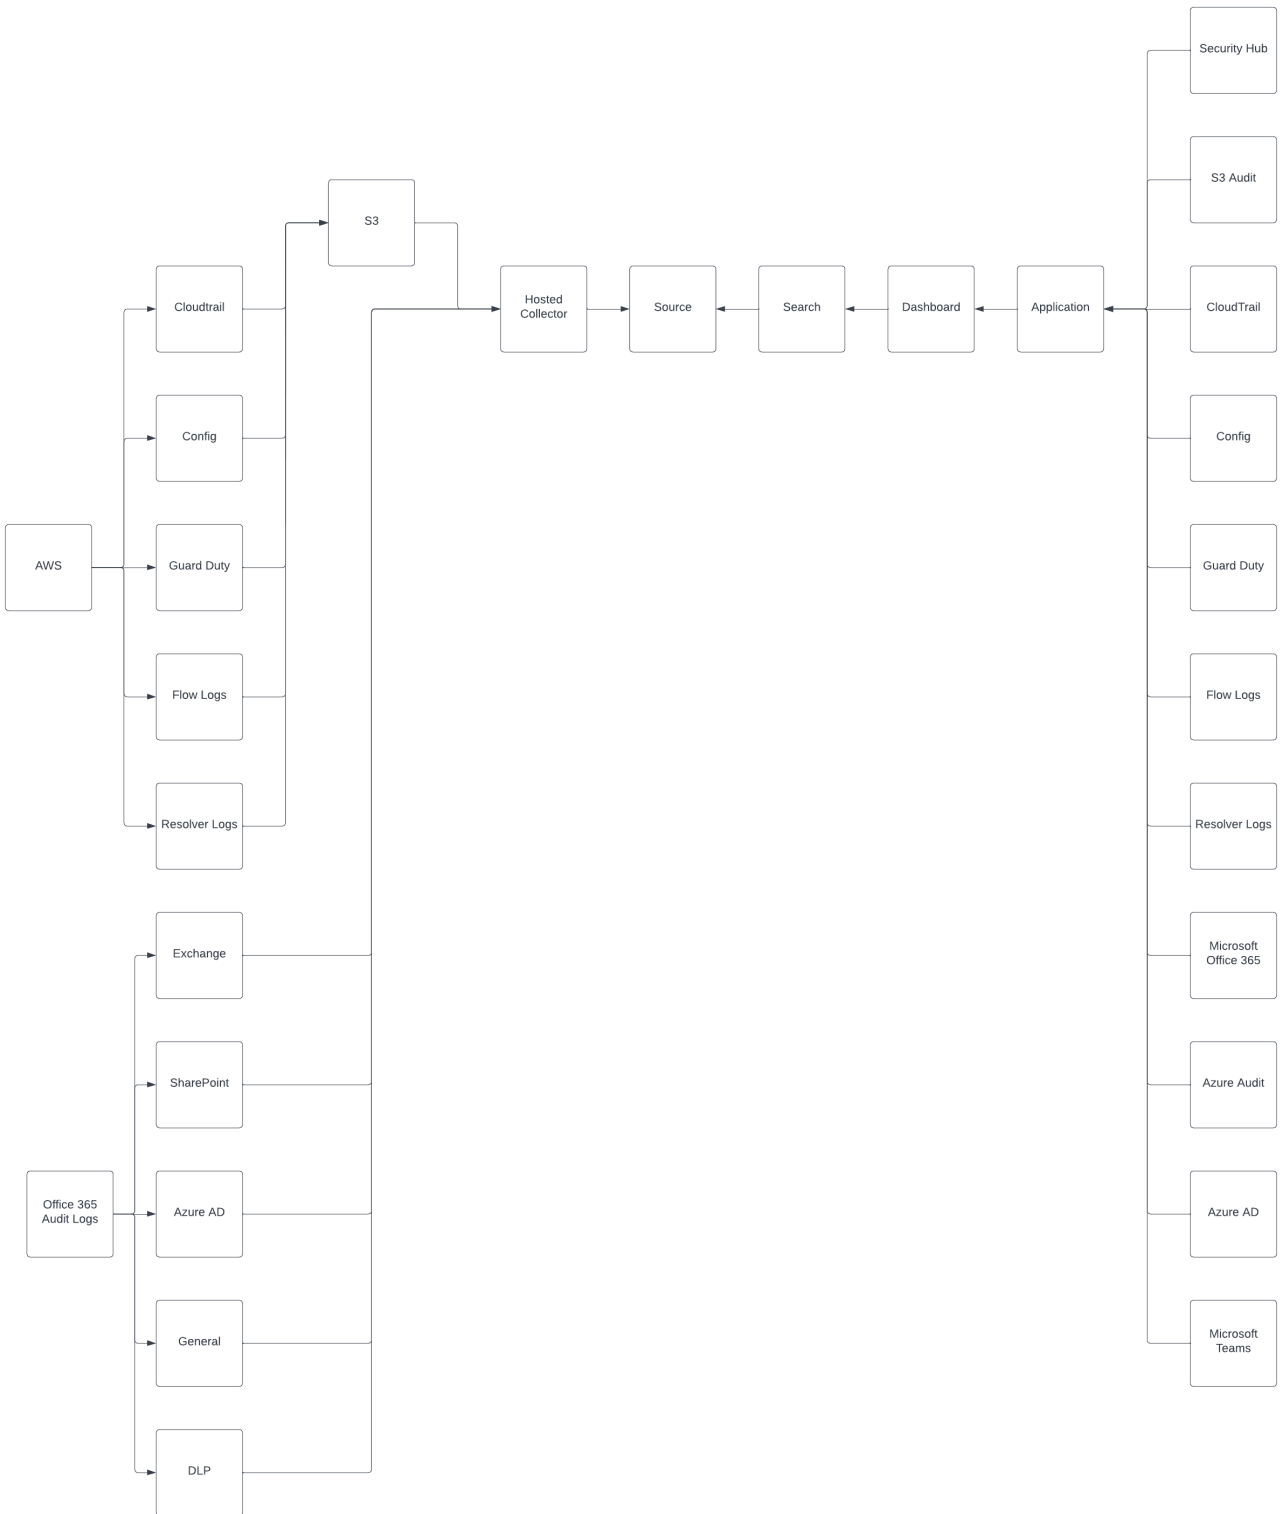 Security Hub
S3 Audit
S3
Cloudtrail
Hosted
Collector
Source
Search
Dashboard
Application
CloudTrail
Config
Config
AWS
Guard Duty
Guard Duty
Flow Logs
Flow Logs
Resolver Logs
Resolver Logs
Exchange
Microsoft
Office 365
SharePoint
Azure Audit
Office 365
Audit Logs
Azure AD
Azure AD
General
Microsoft
Teams
DLP